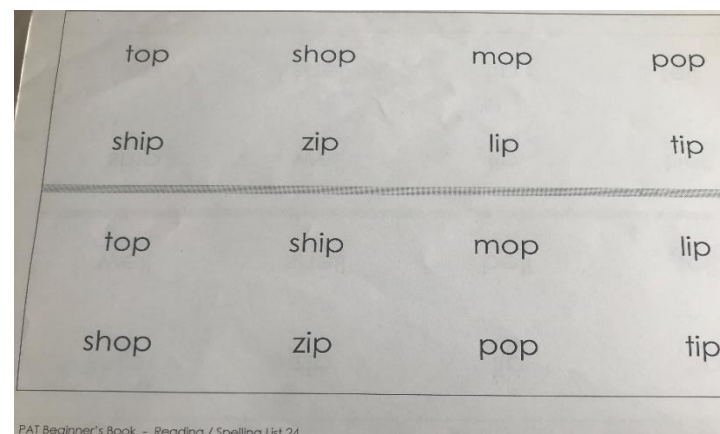 top shop mop pop
ship zip lip tip
top ship mop lip
shop zip pop tip
PAT Beginner's Book - Reading / Spelling List 24